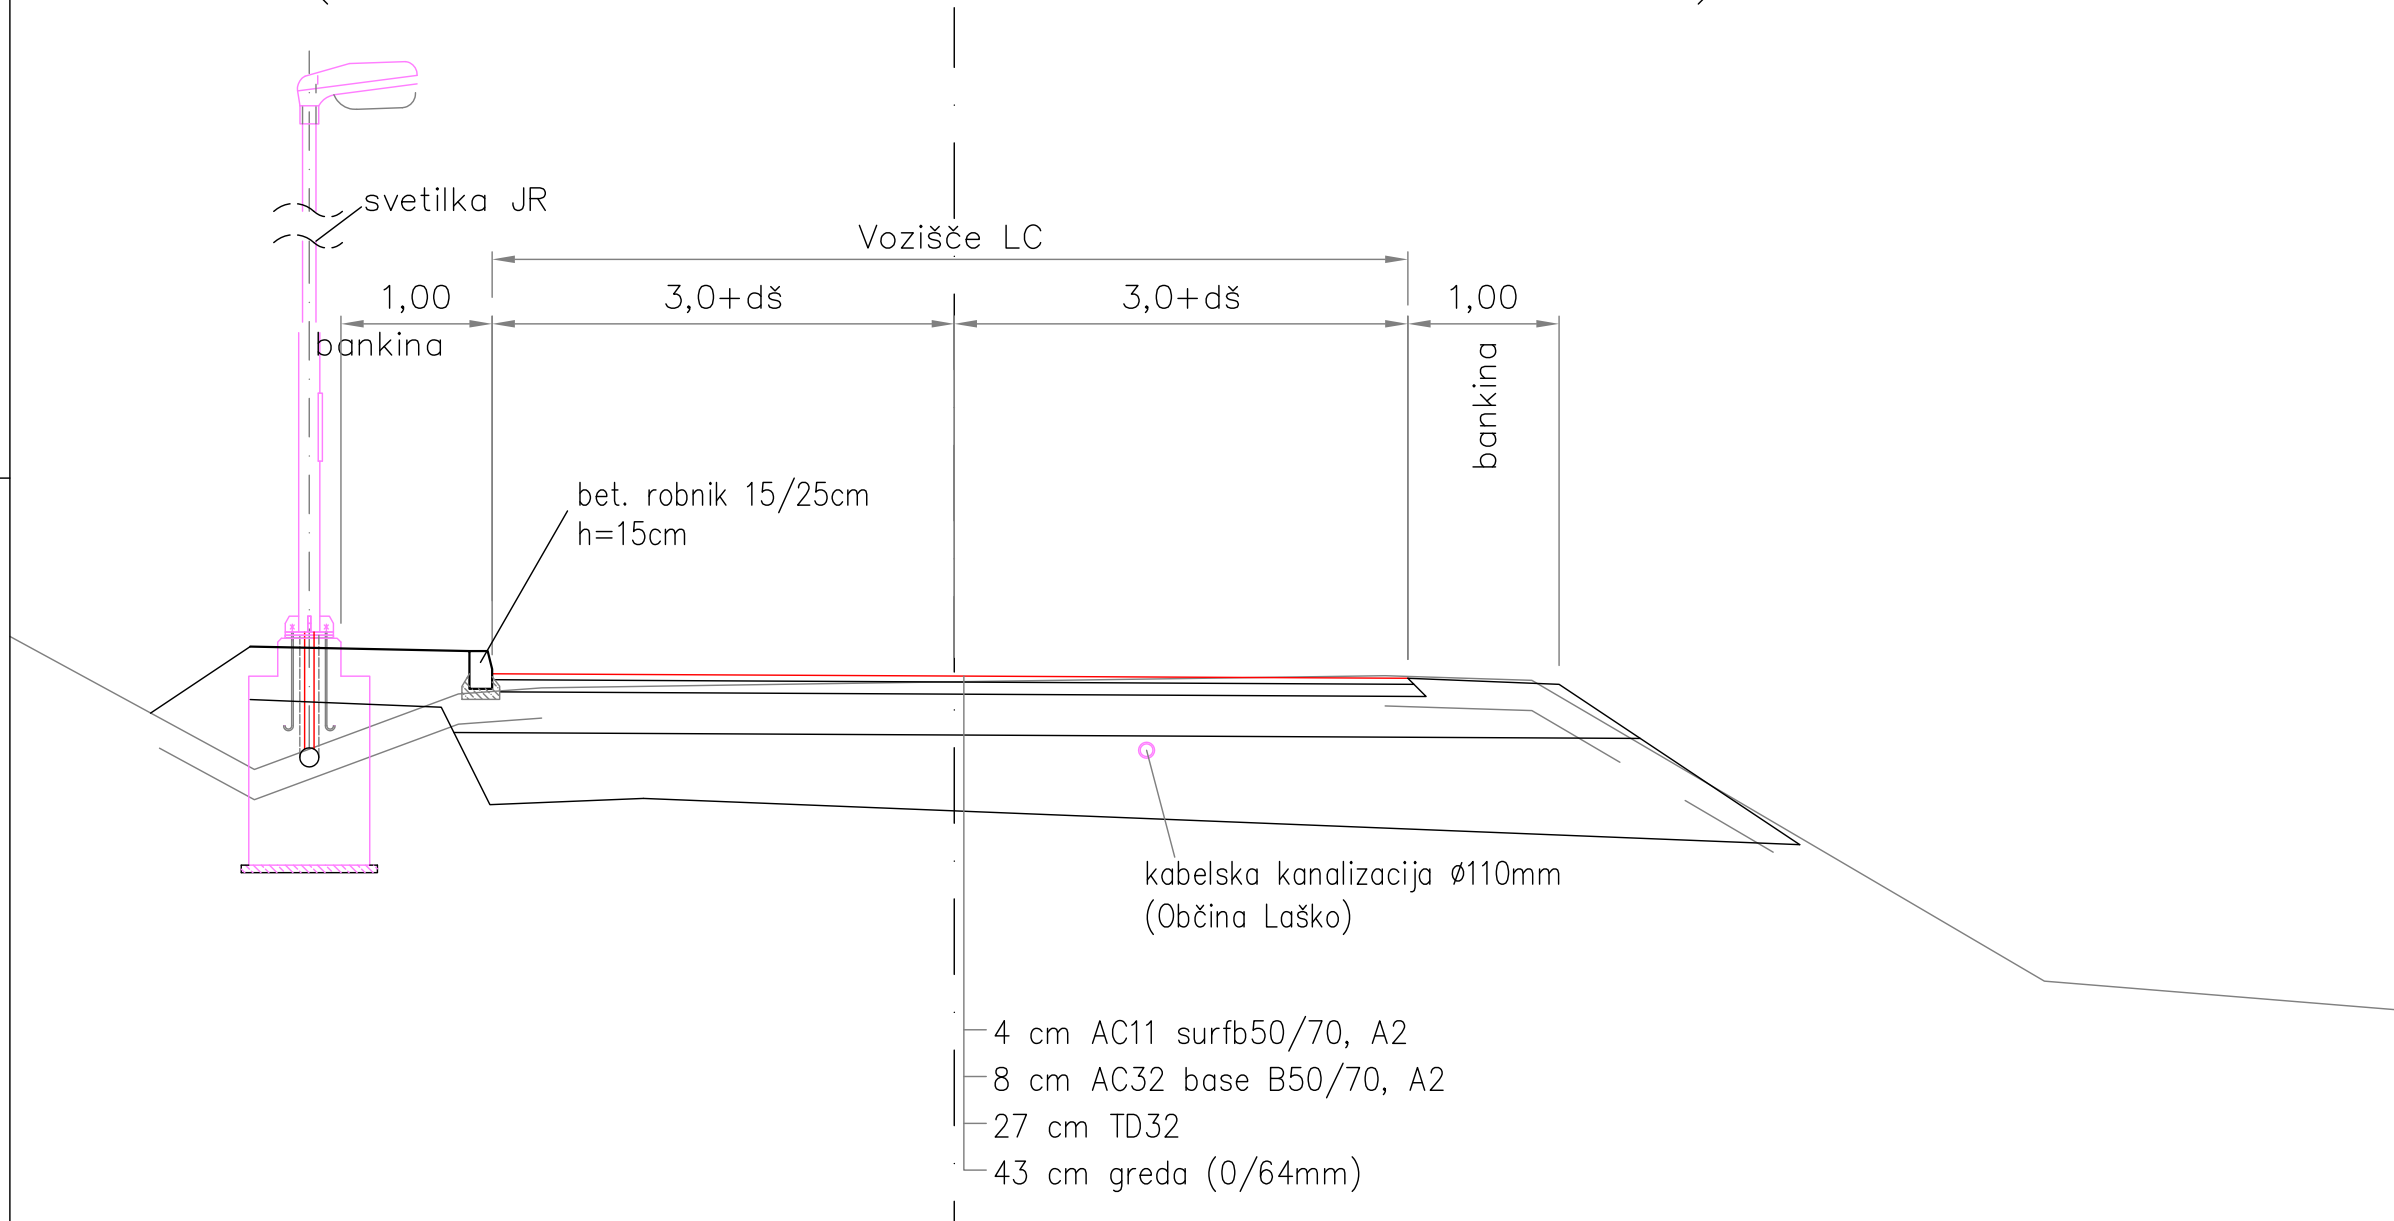 svetilka JR
Vozišče LC
1,00
3,0+dš
3,0+dš
1,00
bankina
bankina
bet. robnik 15/25cm
h=15cm
kabelska kanalizacija ø110mm
(Občina Laško)
4 cm AC11 surfb50/70, A2
8 cm AC32 base B50/70, A2
27 cm TD32
43 cm greda (0/64mm)